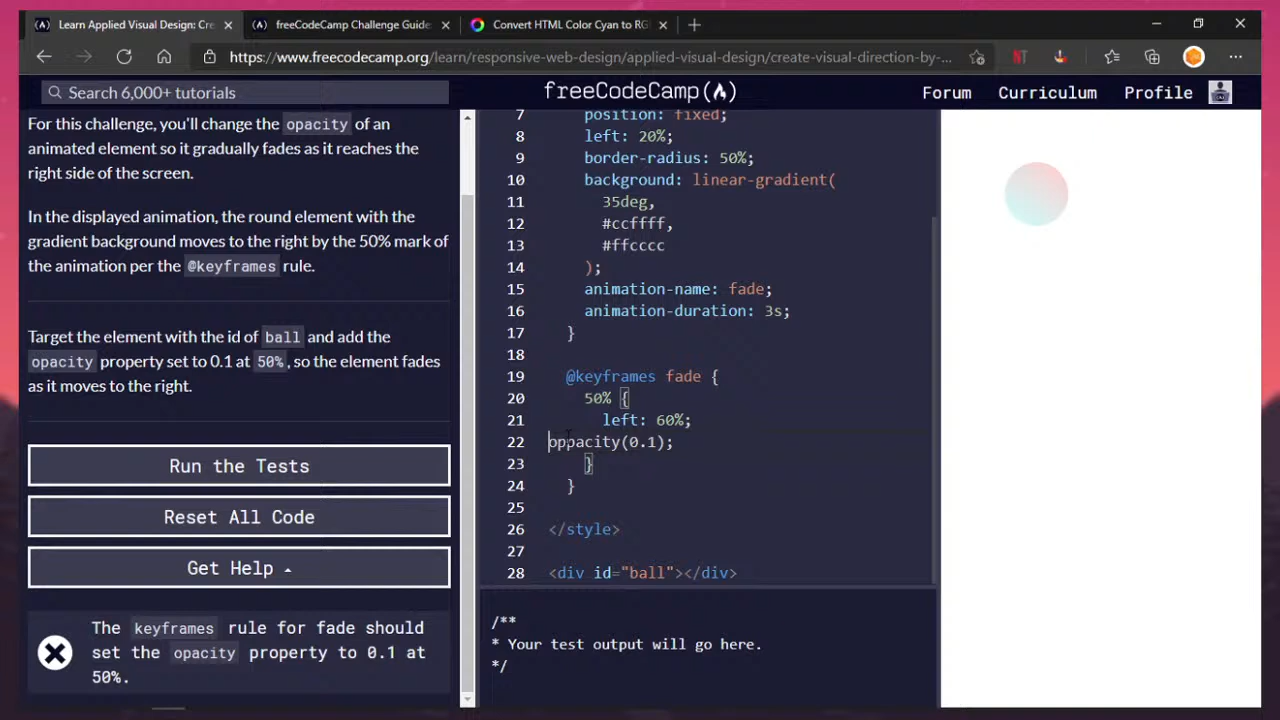 Learn Applied Visual Design: Cre
freeCodeCamp Challenge Guide
Convert HTML Color Cyan to RG
https://www.freecodecamp.org/learn/responsive-web-design/applied-visual-design/create-visual-direction-by-...
Search 6,000+ tutorials
freeCodeCamp
Forum
Curriculum
Profile
For this challenge, you'll change the opacity of an
animated element so it gradually fades as it reaches the
right side of the screen.
In the displayed animation, the round element with the
gradient background moves to the right by the 50% mark of
the animation per the @keyframes rule.
Target the element with the id of ball and add the
opacity property set to 0.1 at 50%, so the element fades
as it moves to the right.
Run the Tests
Reset All Code
Get Help
The keyframes rule for fade should
set the opacity property to 0.1 at
50%.
7 position: fixed;
8 left: 20%;
9 border-radius: 50%;
10 background: linear-gradient(
11 35deg,
12 #ccffff,
13 #ffcccc
14 );
15 animation-name: fade;
16 animation-duration: 3s;
17 }
18
19 @keyframes fade {
20 50% {
21 left: 60%;
22 oppacity(0.1);
23 }
24 }
25
26 </style>
27
28 <div id="ball"></div>
/**
* Your test output will go here.
*/